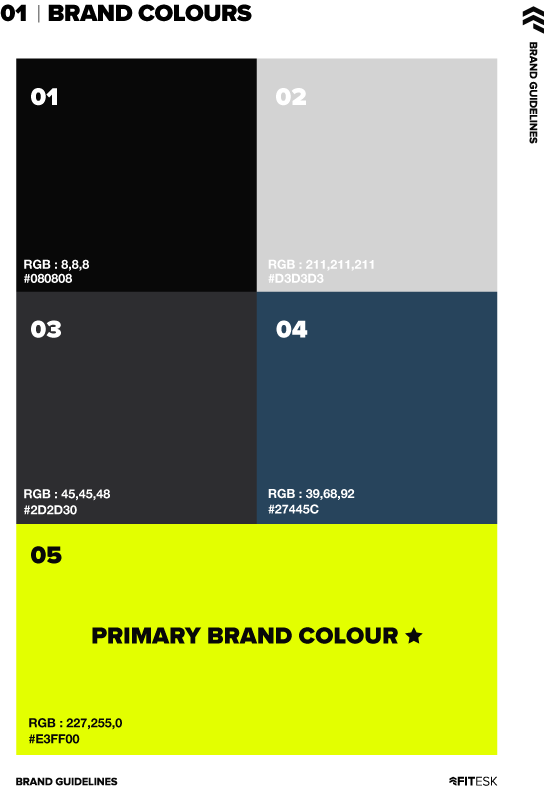 01 | BRAND COLOURS
BRAND GUIDELINES
01
02
RGB : 8,8,8
#080808
RGB : 211,211,211
#D3D3D3
03
04
RGB : 45,45,48
#2D2D30
RGB : 39,68,92
#27445C
05
PRIMARY BRAND COLOUR ★
RGB : 227,255,0
#E3FF00
BRAND GUIDELINES
FITESK